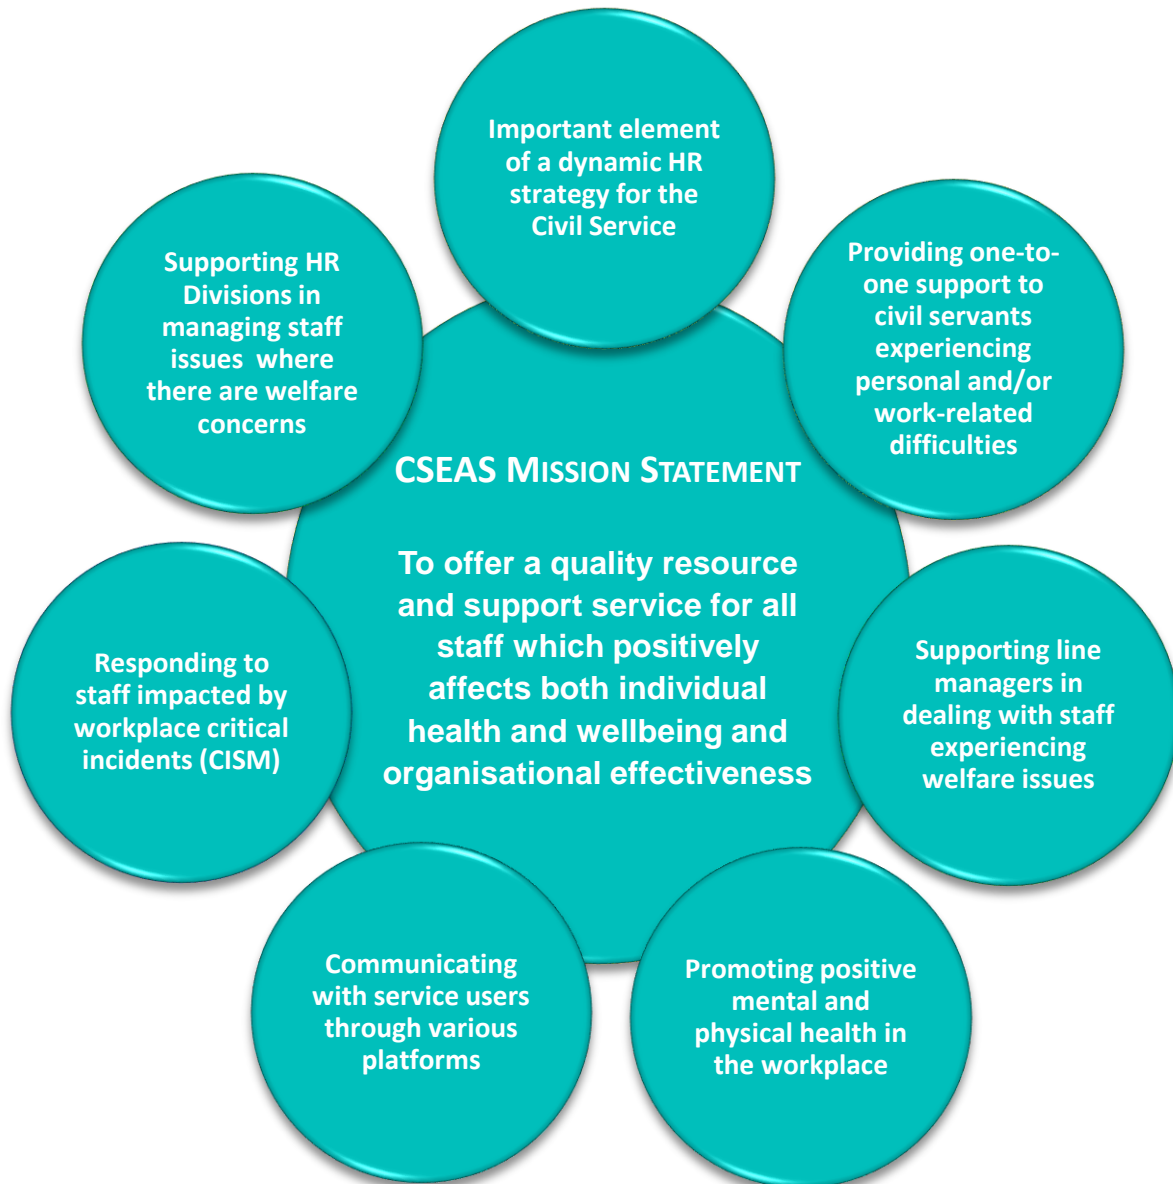 Important element
of a dynamic HR
strategy for the
Civil Service
Providing one-to-
one support to
civil servants
experiencing
personal and/or
work-related
difficulties
Supporting line
managers in
dealing with staff
experiencing
welfare issues
Promoting positive
mental and
physical health in
the workplace
Communicating
with service users
through various
platforms
Responding to
staff impacted by
workplace critical
incidents (CISM)
Supporting HR
Divisions in
managing staff
issues where
there are welfare
concerns
CSEAS MISSION STATEMENT
To offer a quality resource
and support service for all
staff which positively
affects both individual
health and wellbeing and
organisational effectiveness